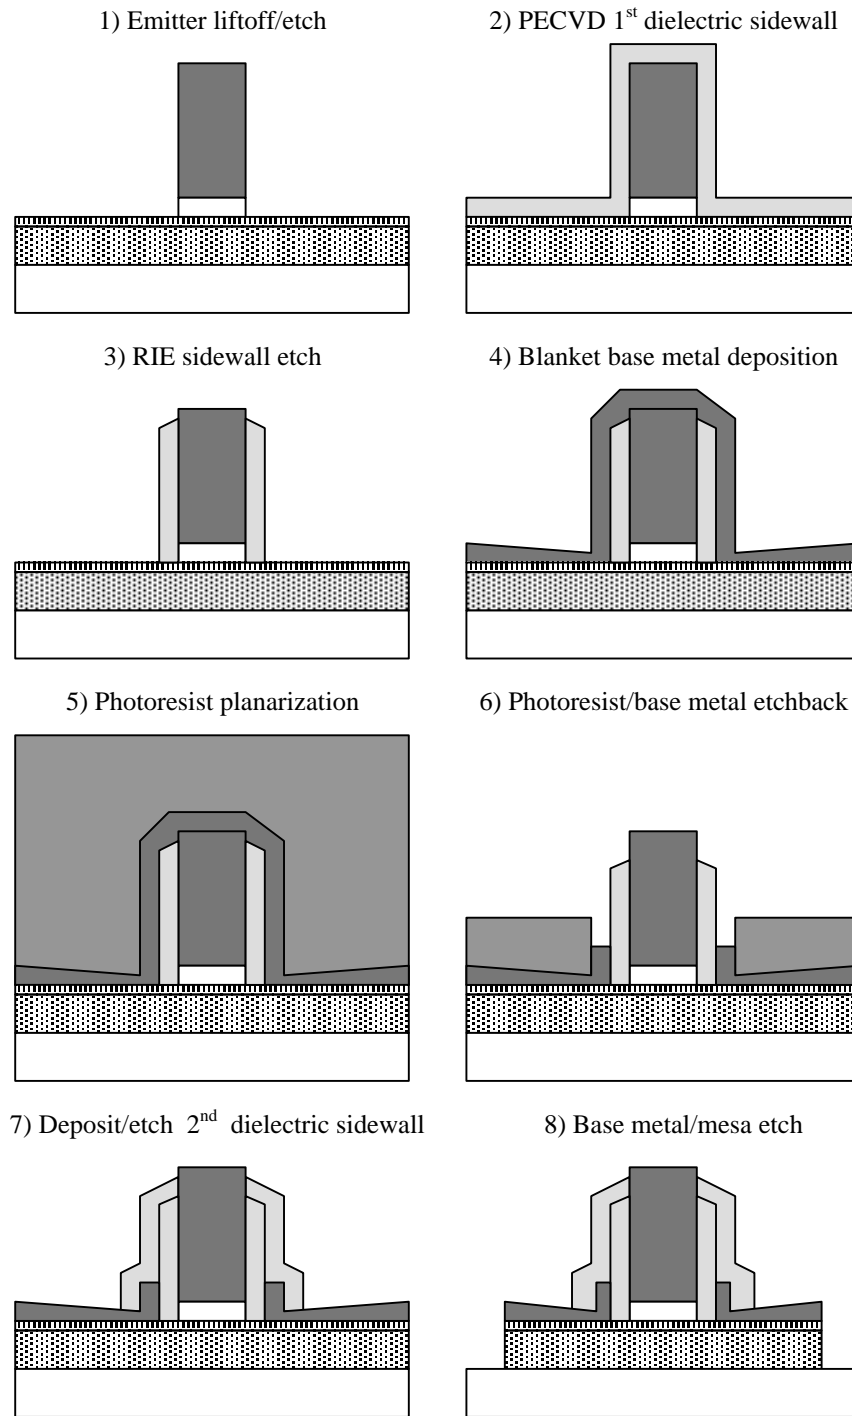 1) Emitter liftoff/etch
2) PECVD 1st dielectric sidewall
3) RIE sidewall etch
4) Blanket base metal deposition
5) Photoresist planarization
6) Photoresist/base metal etchback
7) Deposit/etch 2nd dielectric sidewall
8) Base metal/mesa etch